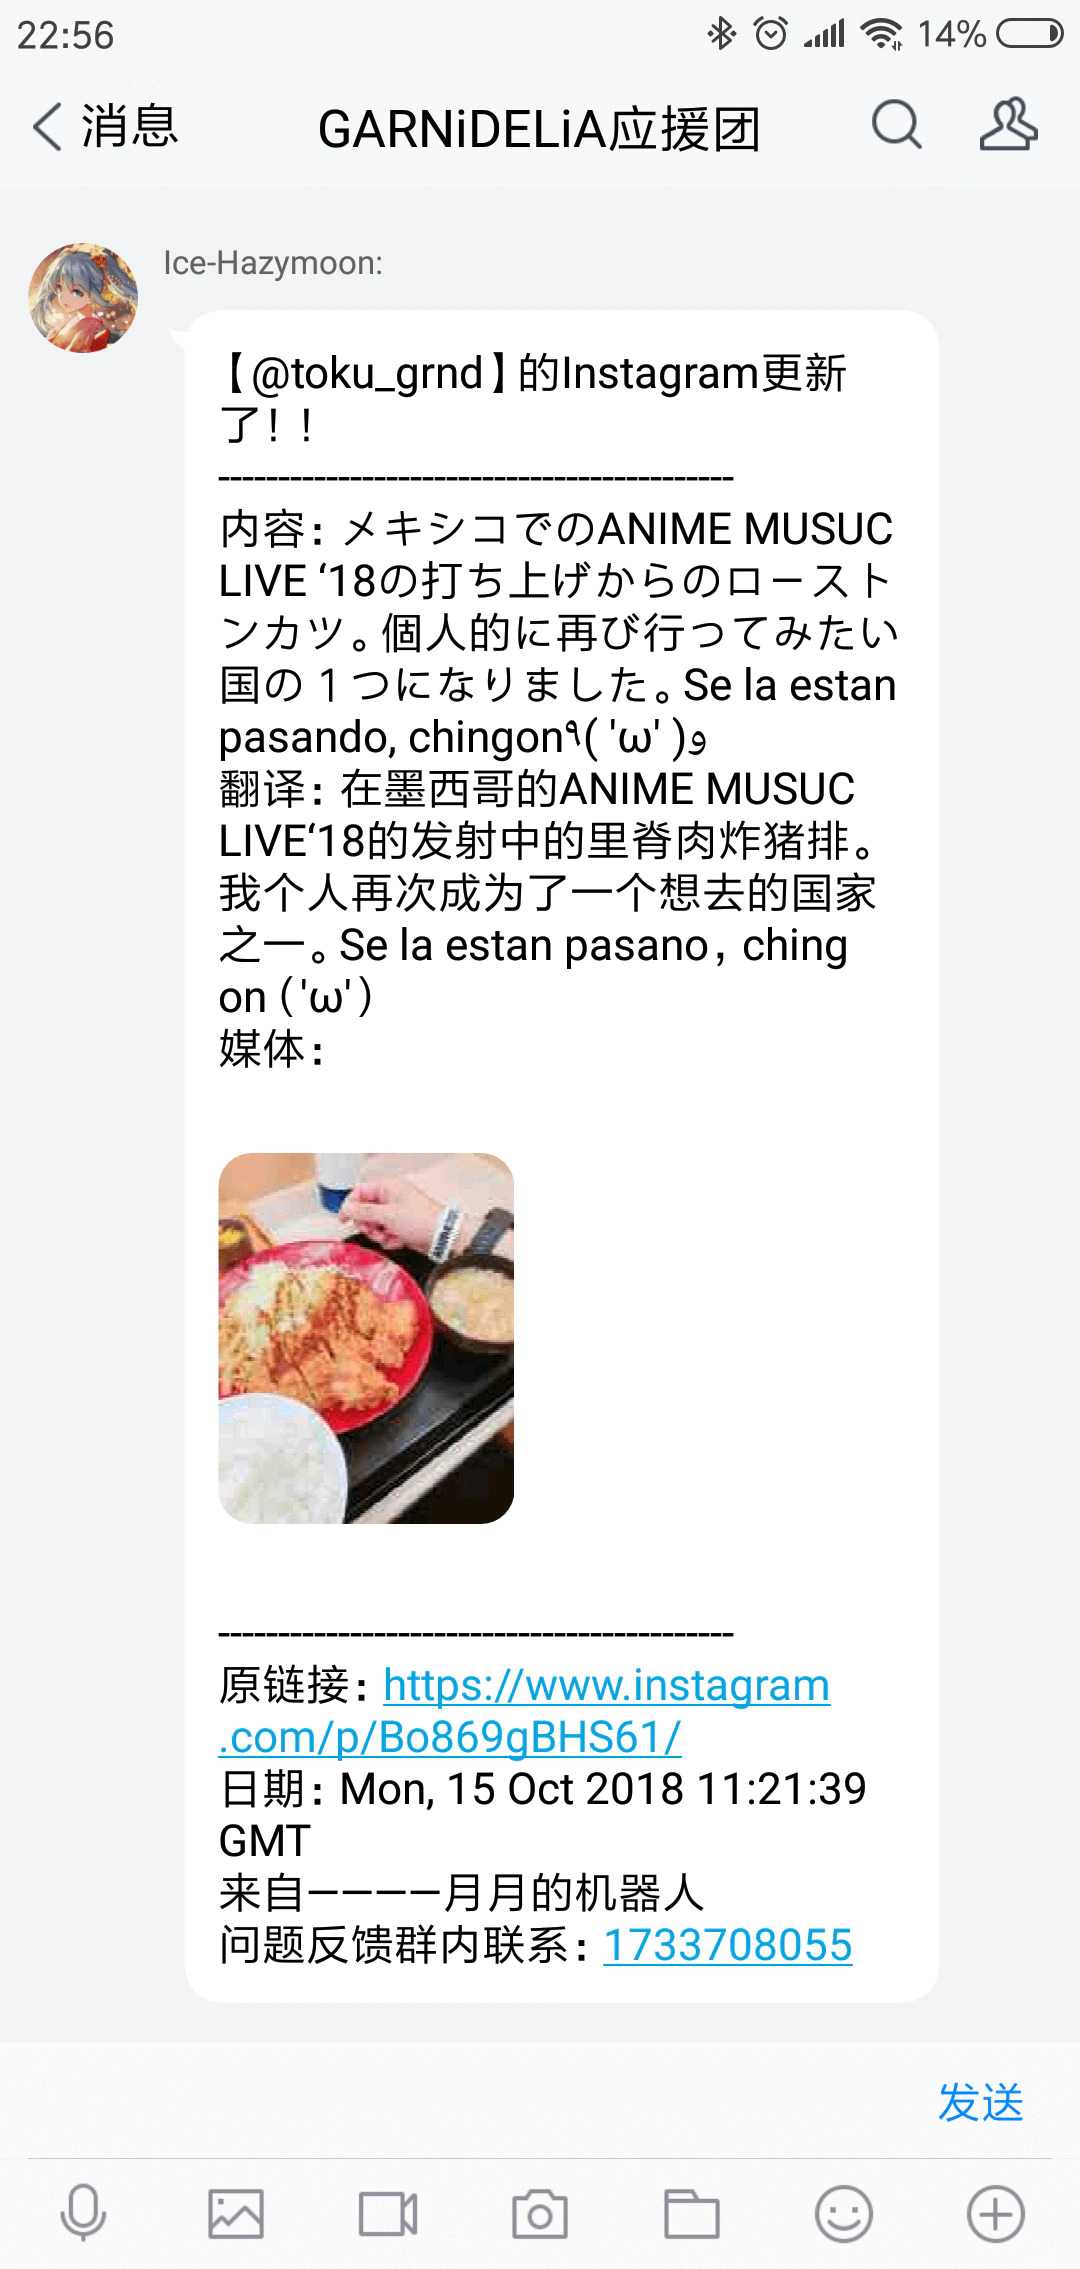 22:56
14%
消息
GARNiDELiA应援团
Ice-Hazymoon:
【@toku_grnd】的Instagram更新
了！！
-------------------------------------------
内容：メキシコでのANIME MUSUC
LIVE ‘18の打ち上げからのロースト
ンカツ。個人的に再び行ってみたい
国の１つになりました。Se la estan
pasando, chingon٩( 'ω' )و
翻译：在墨西哥的ANIME MUSUC
LIVE‘18的发射中的里脊肉炸猪排。
我个人再次成为了一个想去的国家
之一。Se la estan pasano，ching
on（'ω'）
媒体：
-------------------------------------------
原链接：https://www.instagram
.com/p/Bo869gBHS61/
日期：Mon, 15 Oct 2018 11:21:39
GMT
来自————月月的机器人
问题反馈群内联系：1733708055
发送